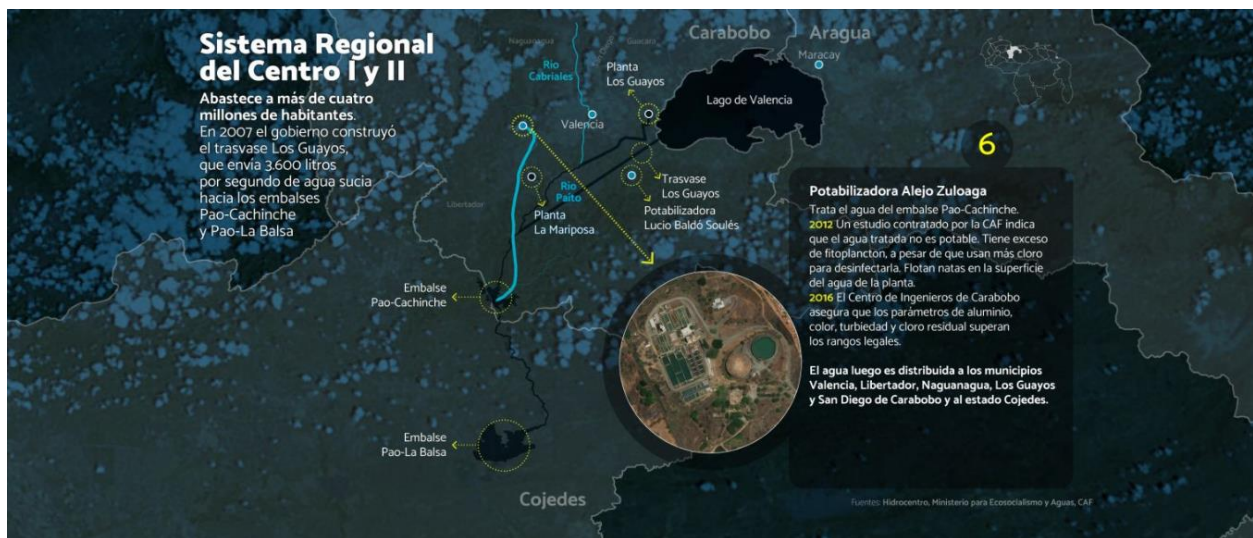 Sistema Regional
del Centro I y II
Abastece a más de cuatro
millones de habitantes.
En 2007 el gobierno construyó
el trasvase Los Guayos,
que envía 3.600 litros
por segundo de agua sucia
hacia los embalses
Pao-Cachinche
y Pao-La Balsa
Naguanagua
Guacara
Carabobo
Aragua
Río
Cabriales
Planta
Los Guayos
Maracay
Lago de Valencia
Valencia
Río
Paito
Trasvase
Los Guayos
Libertador
Planta
La Mariposa
Potabilizadora
Lucio Baldó Soulés
Embalse
Pao-Cachinche
Embalse
Pao-La Balsa
Cojedes
6
Potabilizadora Alejo Zuloaga
Trata el agua del embalse Pao-Cachinche.
2012 Un estudio contratado por la CAF indica
que el agua tratada no es potable. Tiene exceso
de fitoplancton, a pesar de que usan más cloro
para desinfectarla. Flotan natas en la superficie
del agua de la planta.
2016 El Centro de Ingenieros de Carabobo
asegura que los parámetros de aluminio,
color, turbiedad y cloro residual superan
los rangos legales.
El agua luego es distribuida a los municipios
Valencia, Libertador, Naguanagua, Los Guayos
y San Diego de Carabobo y al estado Cojedes.
Fuentes: Hidrocentro, Ministerio para Ecosocialismo y Aguas, CAF